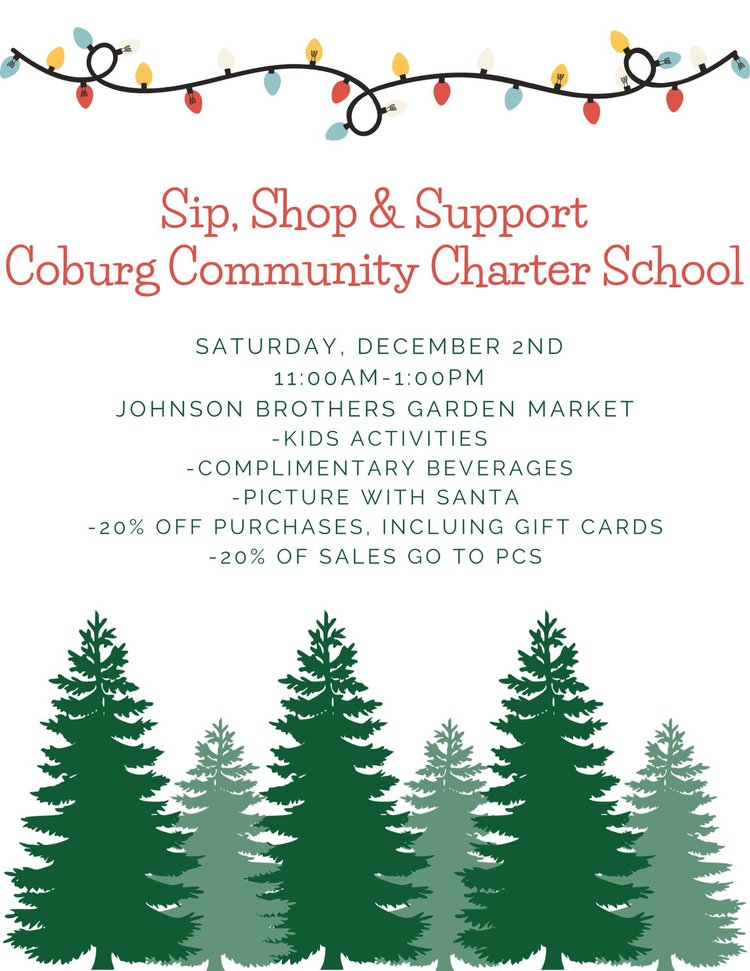 Sip, Shop & Support
Coburg Community Charter School
SATURDAY, DECEMBER 2ND
11:00AM-1:00PM
JOHNSON BROTHERS GARDEN MARKET
-KIDS ACTIVITIES
-COMPLIMENTARY BEVERAGES
-PICTURE WITH SANTA
-20% OFF PURCHASES, INCLUING GIFT CARDS
-20% OF SALES GO TO PCS